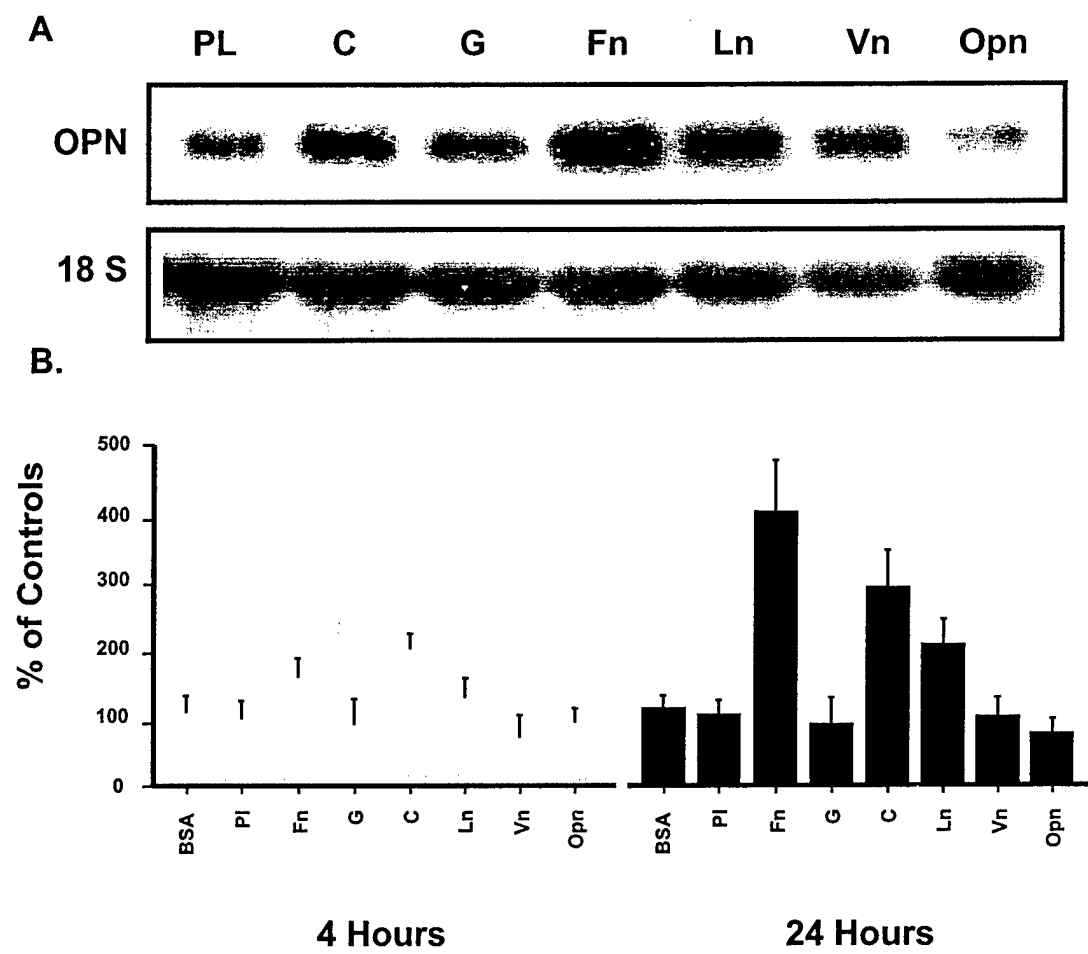 A
PL C G Fn Ln Vn Opn
OPN
18 S
B.
% of Controls
500
400
300
200
100
0
BSA Pl Fn G C Ln Vn Opn
BSA Pl Fn G C Ln Vn Opn
4 Hours 24 Hours